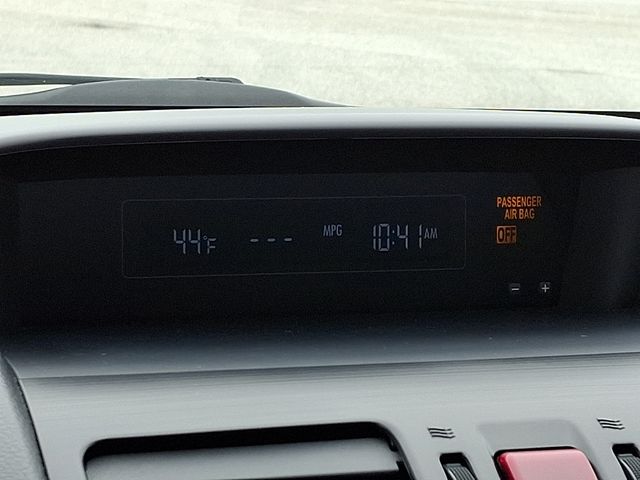 44°F --- MPG 10:41 AM
PASSENGER
AIR BAG
OFF
- +